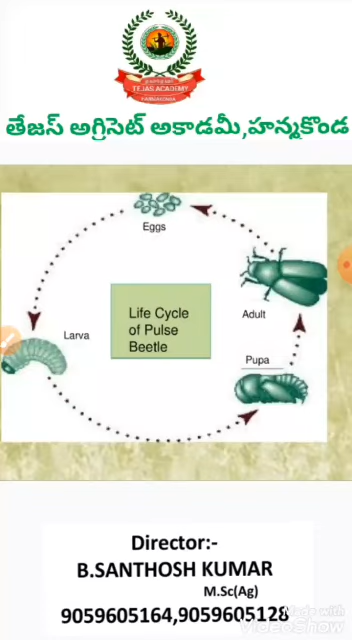 TEJAS ACADEMY
తేజస్ అగ్రిసెట్ అకాడమీ,హన్మకొండ
Eggs
Life Cycle
of Pulse
Beetle
Adult
Larva
Pupa
Director:-
B.SANTHOSH KUMAR
M.Sc(Ag)
9059605164,9059605128
Made with
VideoShow